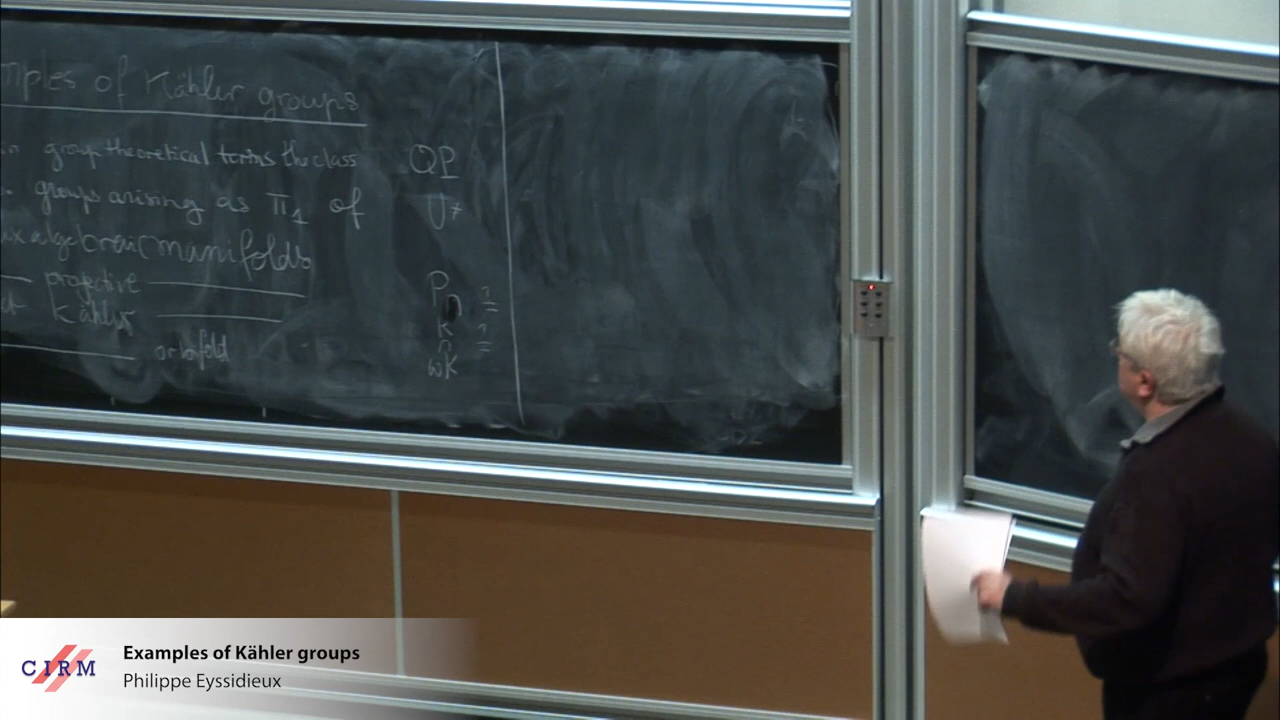 mples of Kähler groups
group theoretical terms the class QP
groups arising as π₁ of U*
ax algebraic manifolds
projective P
Kähler K ?=
orbifold wK ?=
CIRM
Examples of Kähler groups
Philippe Eyssidieux